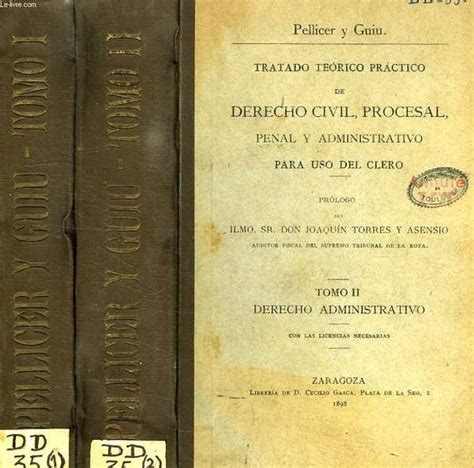 Le-livre.com
PELLICER Y GUIU - TOMO I
DD
35 (1)
PELLICER Y GUIU - TOMO II
DD
35 (2)
DD 35.
Pellicer y Guiu.
TRATADO TEÓRICO PRÁCTICO
DE
DERECHO CIVIL, PROCESAL,
PENAL Y ADMINISTRATIVO
PARA USO DEL CLERO
TOULOUSE
PRÓLOGO
DEL
ILMO. SR. DON JOAQUÍN TORRES Y ASENSIO
AUDITOR FISCAL DEL SUPREMO TRIBUNAL DE LA ROTA.
TOMO II
DERECHO ADMINISTRATIVO
CON LAS LICENCIAS NECESARIAS
ZARAGOZA
LIBRERÍA DE D. CECILIO GASCA, PLAZA DE LA SEO, 2
1898